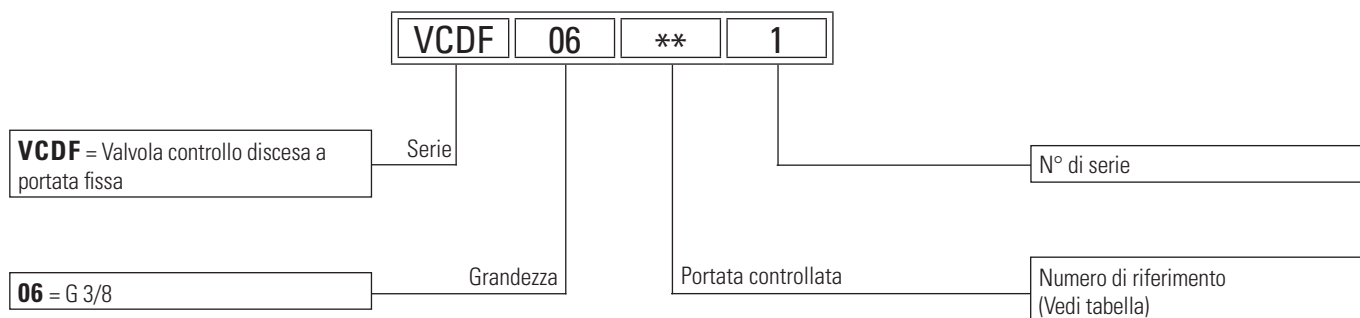 VCDF 06 ** 1
VCDF = Valvola controllo discesa a
portata fissa
Serie
N° di serie
06 = G 3/8
Grandezza
Portata controllata
Numero di riferimento
(Vedi tabella)